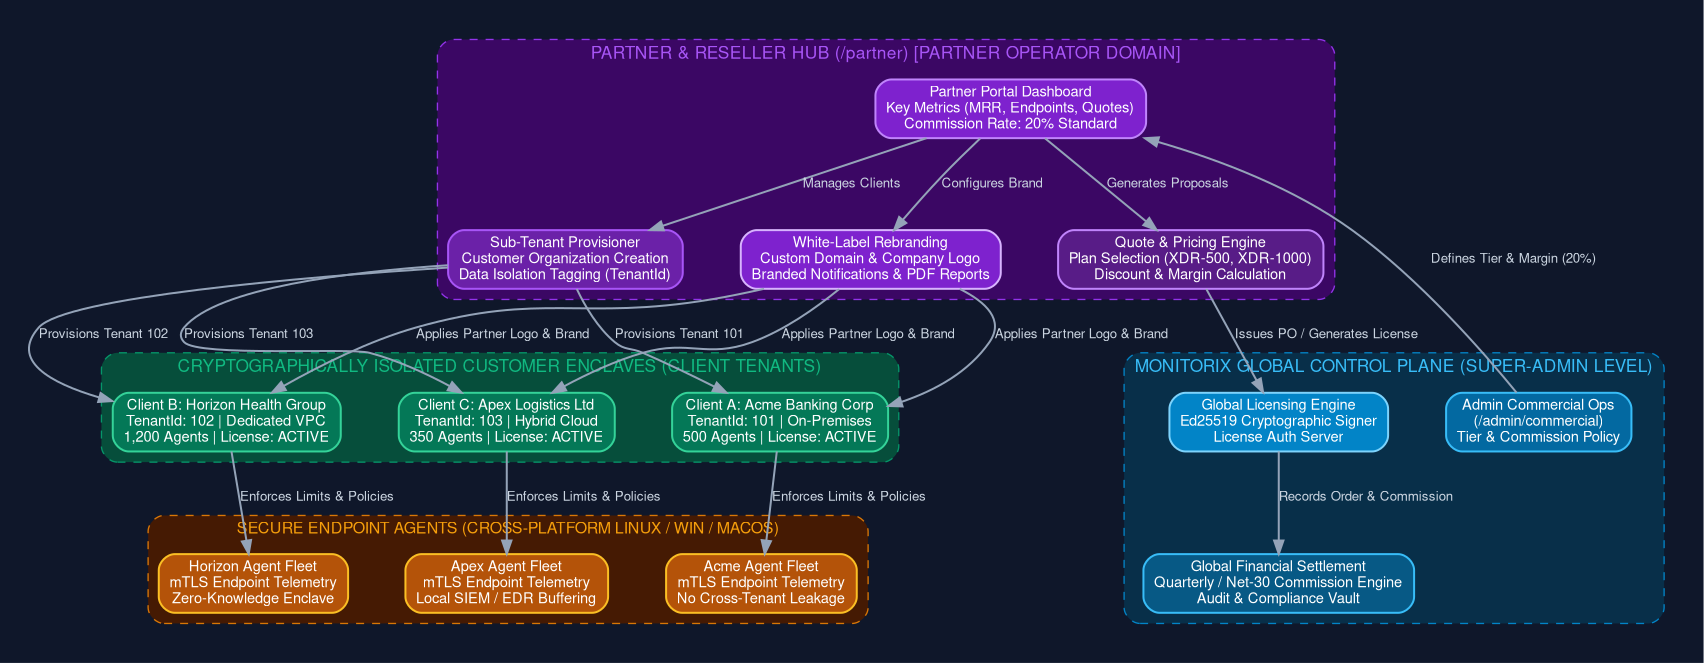 PARTNER & RESELLER HUB (/partner) [PARTNER OPERATOR DOMAIN]
Partner Portal Dashboard
Key Metrics (MRR, Endpoints, Quotes)
Commission Rate: 20% Standard
Manages Clients
Configures Brand
Generates Proposals
Sub-Tenant Provisioner
Customer Organization Creation
Data Isolation Tagging (TenantId)
White-Label Rebranding
Custom Domain & Company Logo
Branded Notifications & PDF Reports
Quote & Pricing Engine
Plan Selection (XDR-500, XDR-1000)
Discount & Margin Calculation
Defines Tier & Margin (20%)
Provisions Tenant 102
Provisions Tenant 103
Applies Partner Logo & Brand
Provisions Tenant 101
Applies Partner Logo & Brand
Applies Partner Logo & Brand
Issues PO / Generates License
CRYPTOGRAPHICALLY ISOLATED CUSTOMER ENCLAVES (CLIENT TENANTS)
Client B: Horizon Health Group
TenantId: 102 | Dedicated VPC
1,200 Agents | License: ACTIVE
Client C: Apex Logistics Ltd
TenantId: 103 | Hybrid Cloud
350 Agents | License: ACTIVE
Client A: Acme Banking Corp
TenantId: 101 | On-Premises
500 Agents | License: ACTIVE
MONITORIX GLOBAL CONTROL PLANE (SUPER-ADMIN LEVEL)
Global Licensing Engine
Ed25519 Cryptographic Signer
License Auth Server
Admin Commercial Ops
(/admin/commercial)
Tier & Commission Policy
Enforces Limits & Policies
Enforces Limits & Policies
Enforces Limits & Policies
Records Order & Commission
SECURE ENDPOINT AGENTS (CROSS-PLATFORM LINUX / WIN / MACOS)
Horizon Agent Fleet
mTLS Endpoint Telemetry
Zero-Knowledge Enclave
Apex Agent Fleet
mTLS Endpoint Telemetry
Local SIEM / EDR Buffering
Acme Agent Fleet
mTLS Endpoint Telemetry
No Cross-Tenant Leakage
Global Financial Settlement
Quarterly / Net-30 Commission Engine
Audit & Compliance Vault